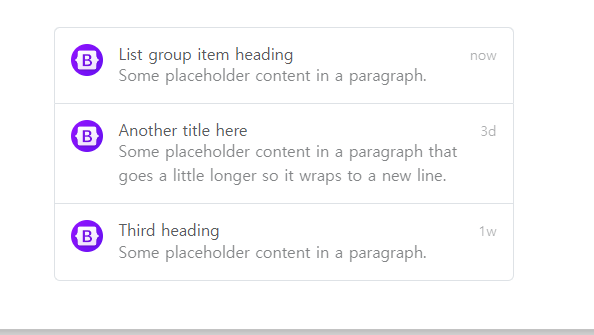 B
List group item heading
now
Some placeholder content in a paragraph.
B
Another title here
3d
Some placeholder content in a paragraph that
goes a little longer so it wraps to a new line.
B
Third heading
1w
Some placeholder content in a paragraph.